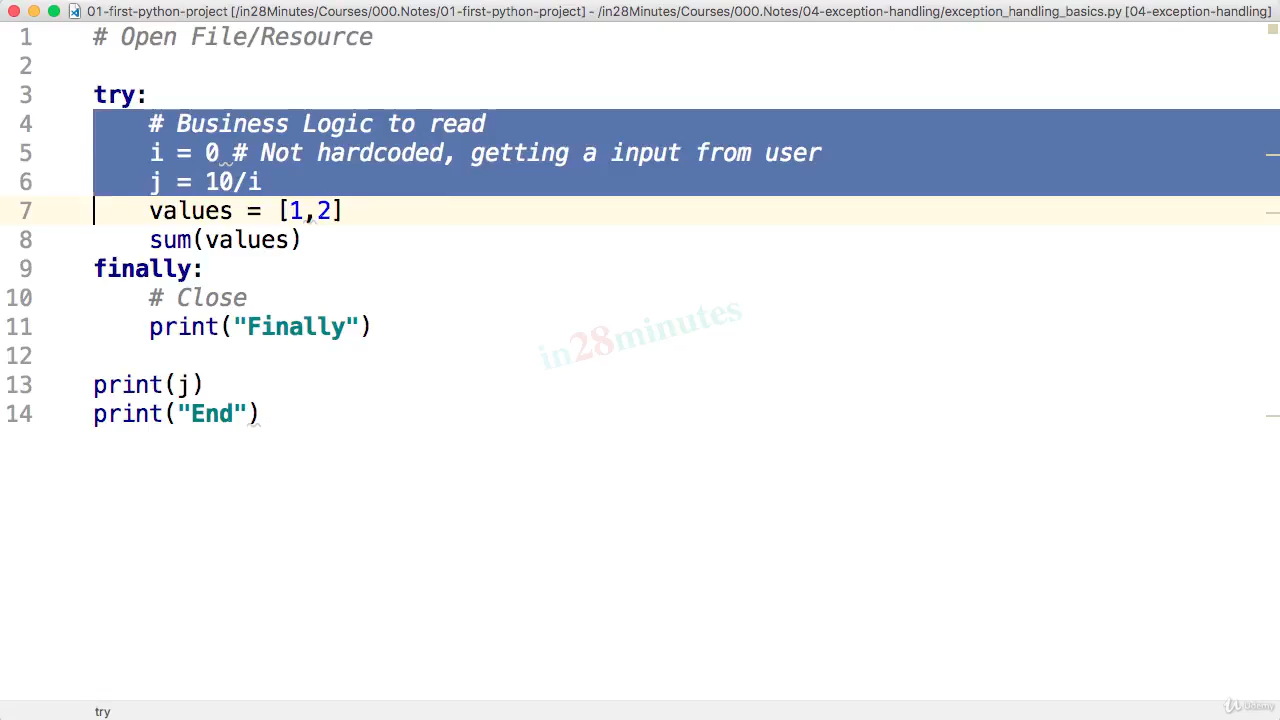 01-first-python-project [/in28Minutes/Courses/000.Notes/01-first-python-project] - /in28Minutes/Courses/000.Notes/04-exception-handling/exception_handling_basics.py [04-exception-handling]
1 # Open File/Resource
2
3 try:
4 # Business Logic to read
5 i = 0 # Not hardcoded, getting a input from user
6 j = 10/i
7 values = [1,2]
8 sum(values)
9 finally:
10 # Close
11 print("Finally")
12
13 print(j)
14 print("End")
in28minutes
try
Udemy